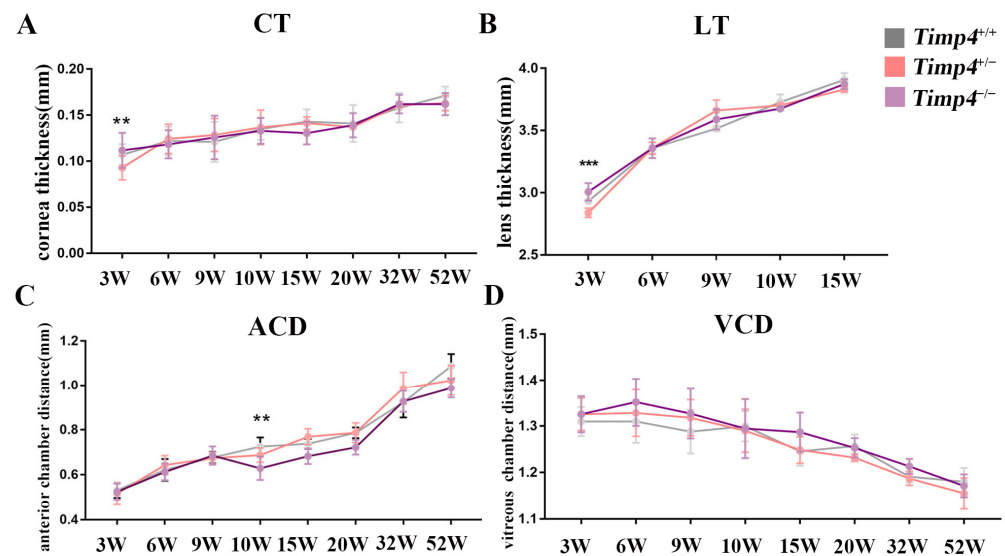 A
CT
B
LT
Timp4+/+
Timp4+/−
Timp4−/−
cornea thickness(mm)
0.20
0.15
0.10
0.05
0.00
**
3W 6W 9W 10W 15W 20W 32W 52W
lens thickness(mm)
4.0
3.5
3.0
2.5
***
3W 6W 9W 10W 15W
C
ACD
D
VCD
anterior chamber distance(mm)
1.2
1.0
0.8
0.6
0.4
**
3W 6W 9W 10W 15W 20W 32W 52W
vitreous chamber distance(mm)
1.5
1.4
1.3
1.2
1.1
3W 6W 9W 10W 15W 20W 32W 52W